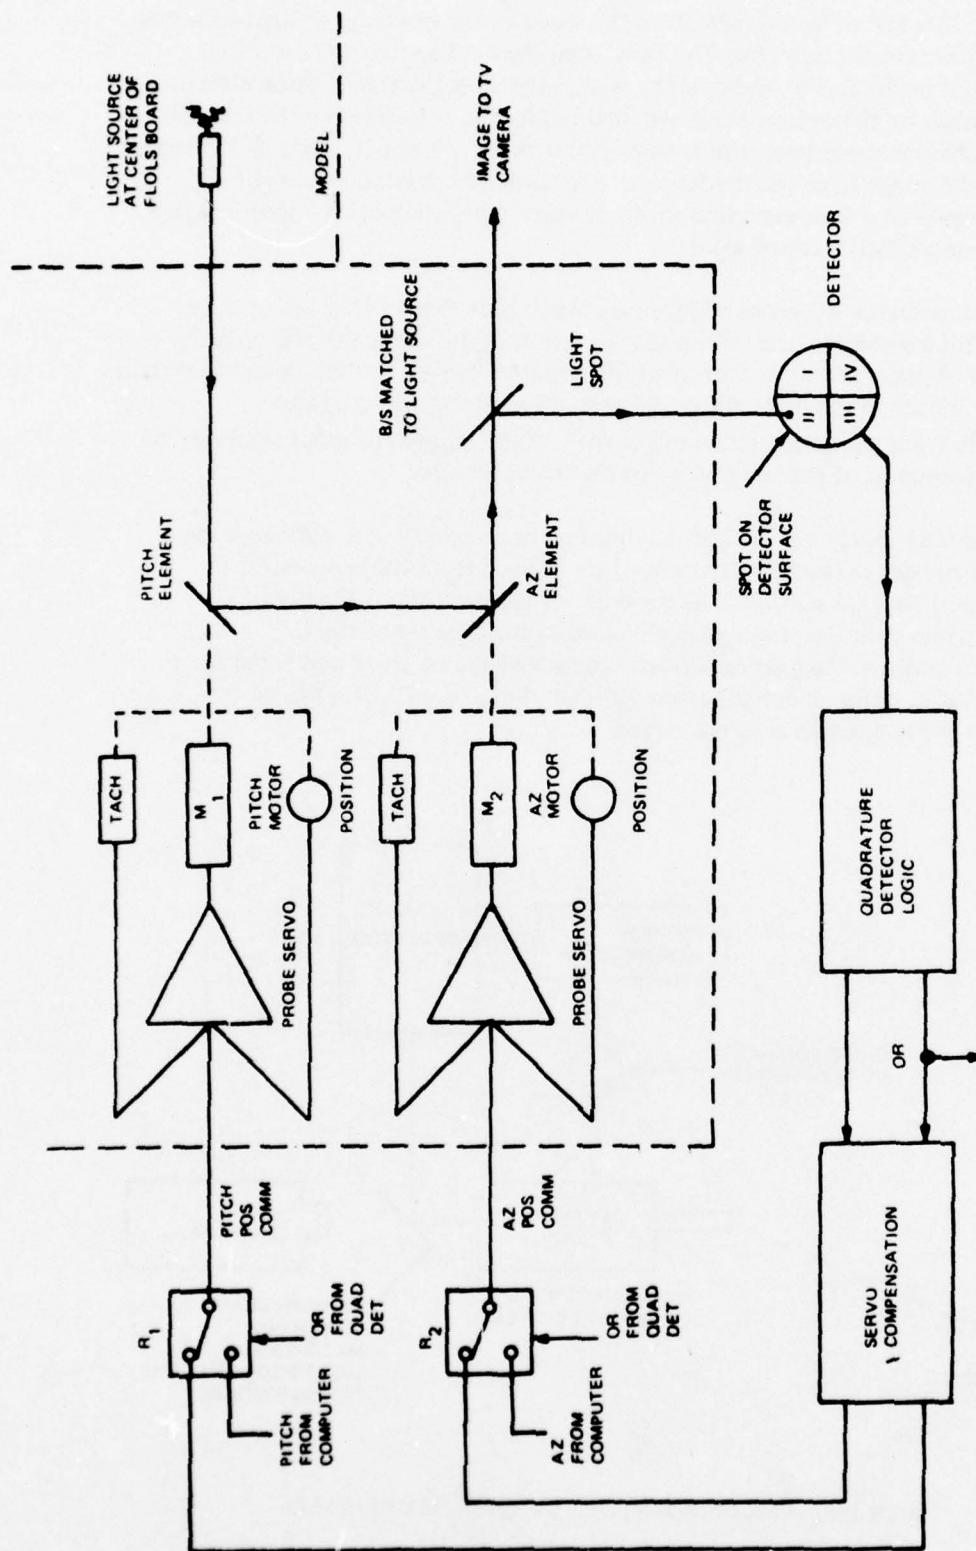 LIGHT SOURCE
AT CENTER OF
FLOLS BOARD
MODEL
IMAGE TO TV
CAMERA
B/S MATCHED
TO LIGHT SOURCE
LIGHT
SPOT
DETECTOR
I
II
III
IV
SPOT ON
DETECTOR
SURFACE
PITCH
ELEMENT
AZ
ELEMENT
TACH
M1
PITCH
MOTOR
POSITION
PROBE SERVO
TACH
M2
AZ
MOTOR
POSITION
PROBE SERVO
PITCH
POS
COMM
AZ
POS
COMM
R1
OR FROM
QUAD
DET
PITCH
FROM
COMPUTER
R2
OR FROM
QUAD
DET
AZ
FROM
COMPUTER
QUADRATURE
DETECTOR
LOGIC
OR
SERVO
COMPENSATION